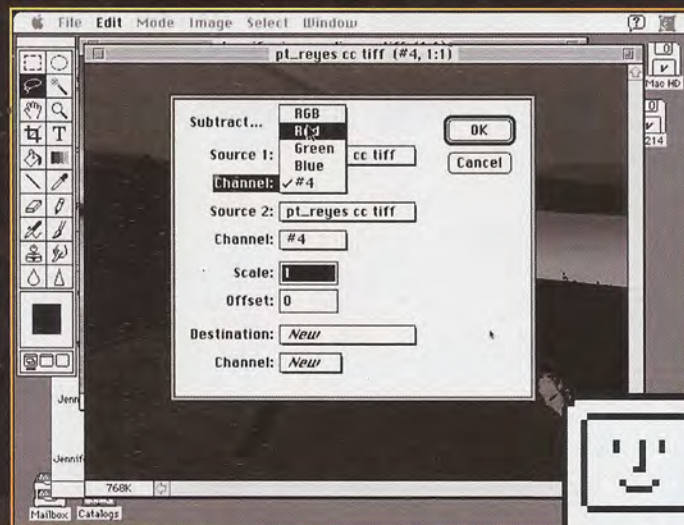 File Edit Mode Image Select Window
pt_reyes cc tiff (#4, 1:1)
Mac HD
214
Subtract...
RGB
Red
Green
Blue
✓#4
OK
Cancel
Source 1: cc tiff
Channel:
Source 2: pt_reyes cc tiff
Channel: #4
Scale: 1
Offset: 0
Destination: New
Channel: New
T
Jenn
Jennif
768K
Mailbox Catalogs